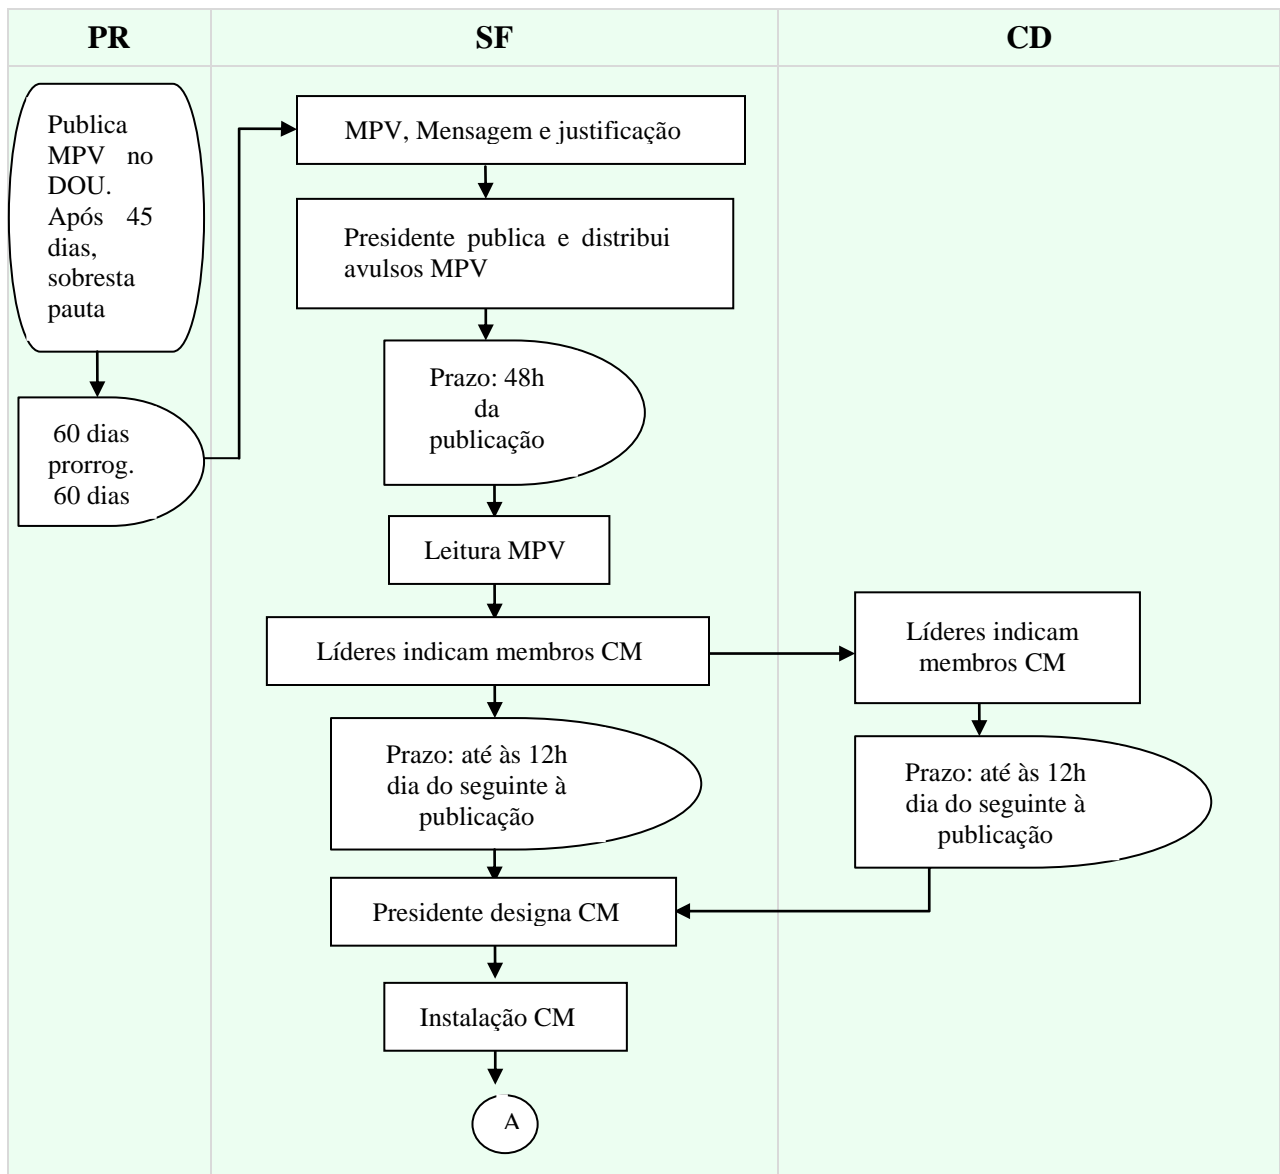 PR
SF
CD
Publica
MPV no
DOU.
Após 45
dias,
sobresta
pauta
60 dias
prorrog.
60 dias
MPV, Mensagem e justificação
Presidente publica e distribui
avulsos MPV
Prazo: 48h
da
publicação
Leitura MPV
Líderes indicam membros CM
Líderes indicam
membros CM
Prazo: até às 12h
dia do seguinte à
publicação
Prazo: até às 12h
dia do seguinte à
publicação
Presidente designa CM
Instalação CM
A